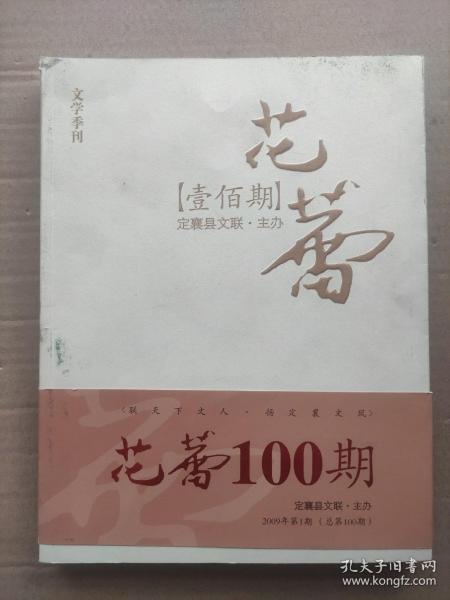 文学季刊
花蕾
【壹佰期】
定襄县文联·主办
〈联天下文人·扬定襄文风〉
花蕾100期
定襄县文联·主办
2009年第1期（总第100期）
孔夫子旧书网
www.kongfz.com